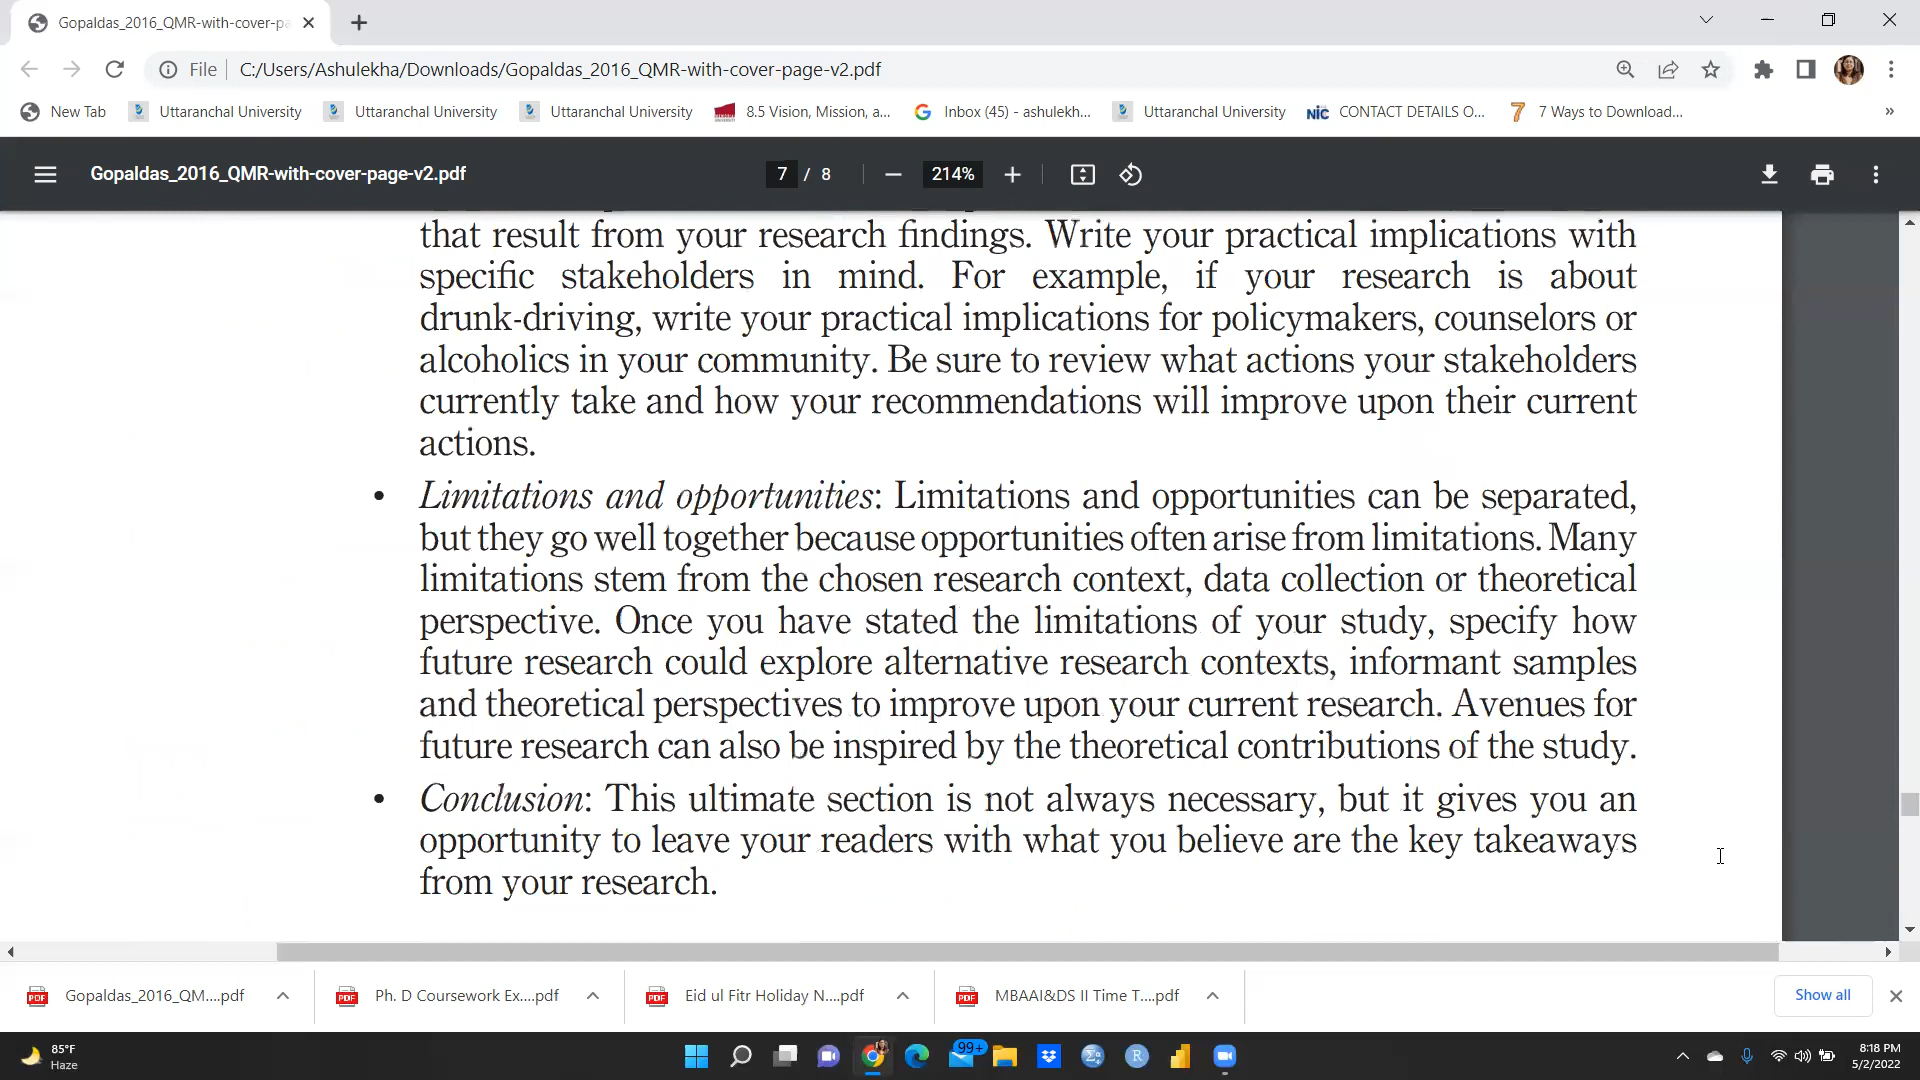 Gopaldas_2016_QMR-with-cover-pa
File
C:/Users/Ashulekha/Downloads/Gopaldas_2016_QMR-with-cover-page-v2.pdf
New Tab
Uttaranchal University
Uttaranchal University
Uttaranchal University
8.5 Vision, Mission, a...
Inbox (45) - ashulekh...
Uttaranchal University
NIC
CONTACT DETAILS O...
7 Ways to Download...
»
Gopaldas_2016_QMR-with-cover-page-v2.pdf
7 / 8
214%
that result from your research findings. Write your practical implications with
specific stakeholders in mind. For example, if your research is about
drunk-driving, write your practical implications for policymakers, counselors or
alcoholics in your community. Be sure to review what actions your stakeholders
currently take and how your recommendations will improve upon their current
actions.
• Limitations and opportunities: Limitations and opportunities can be separated,
but they go well together because opportunities often arise from limitations. Many
limitations stem from the chosen research context, data collection or theoretical
perspective. Once you have stated the limitations of your study, specify how
future research could explore alternative research contexts, informant samples
and theoretical perspectives to improve upon your current research. Avenues for
future research can also be inspired by the theoretical contributions of the study.
• Conclusion: This ultimate section is not always necessary, but it gives you an
opportunity to leave your readers with what you believe are the key takeaways
from your research.
Gopaldas_2016_QM....pdf
Ph. D Coursework Ex....pdf
Eid ul Fitr Holiday N....pdf
MBAAI&DS II Time T....pdf
Show all
85°F
Haze
99+
8:18 PM
5/2/2022